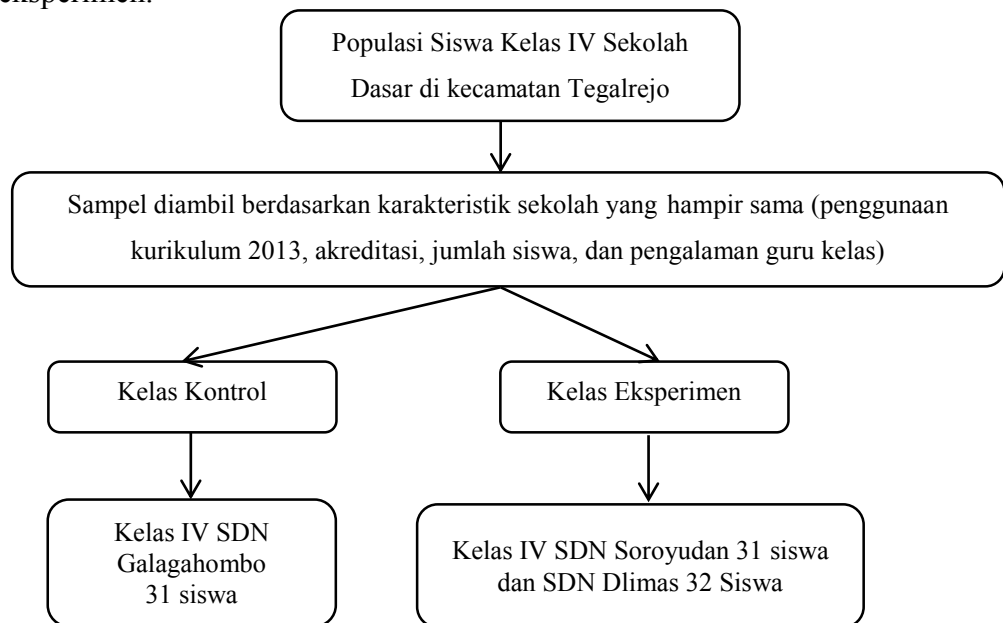 eksperimen.
Populasi Siswa Kelas IV Sekolah
Dasar di kecamatan Tegalrejo
Sampel diambil berdasarkan karakteristik sekolah yang hampir sama (penggunaan
kurikulum 2013, akreditasi, jumlah siswa, dan pengalaman guru kelas)
Kelas Kontrol
Kelas Eksperimen
Kelas IV SDN
Galagahombo
31 siswa
Kelas IV SDN Soroyudan 31 siswa
dan SDN Dlimas 32 Siswa